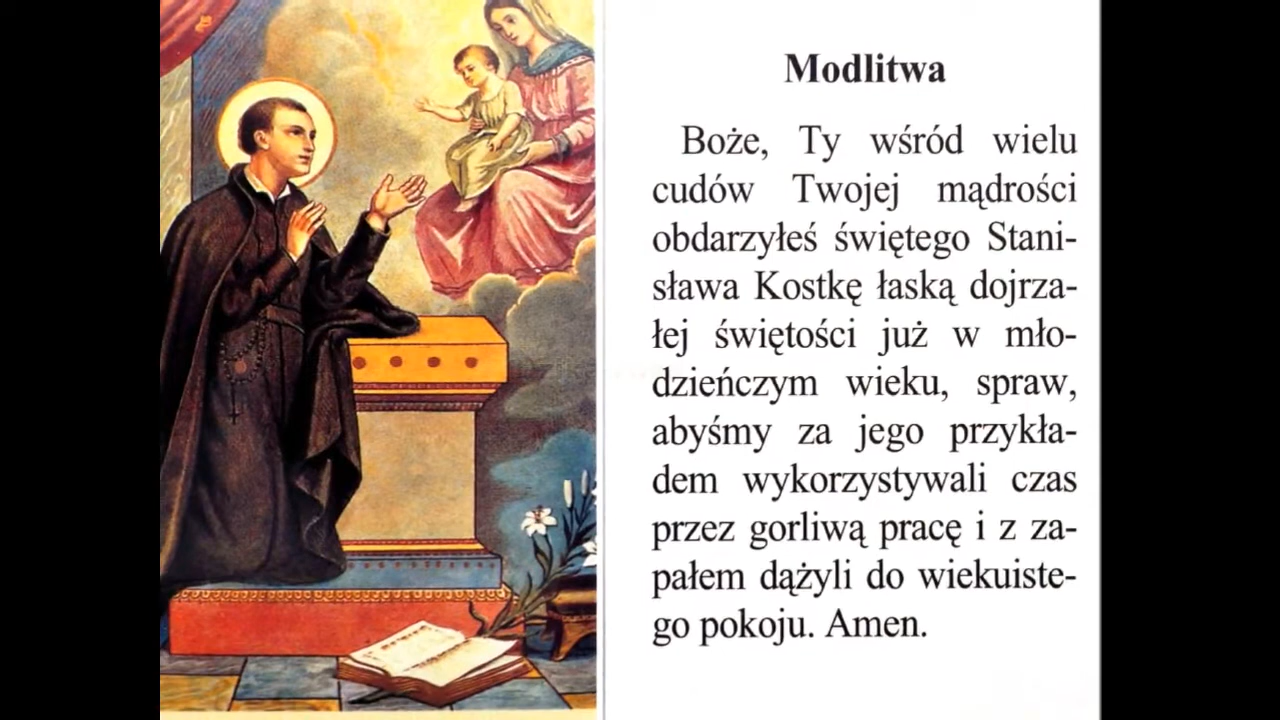 Modlitwa
Boże, Ty wśród wielu
cudów Twojej mądrości
obdarzyłeś świętego Stani-
sława Kostkę łaską dojrza-
łej świętości już w mło-
dzieńczym wieku, spraw,
abyśmy za jego przykła-
dem wykorzystywali czas
przez gorliwą pracę i z za-
pałem dążyli do wiekuiste-
go pokoju. Amen.